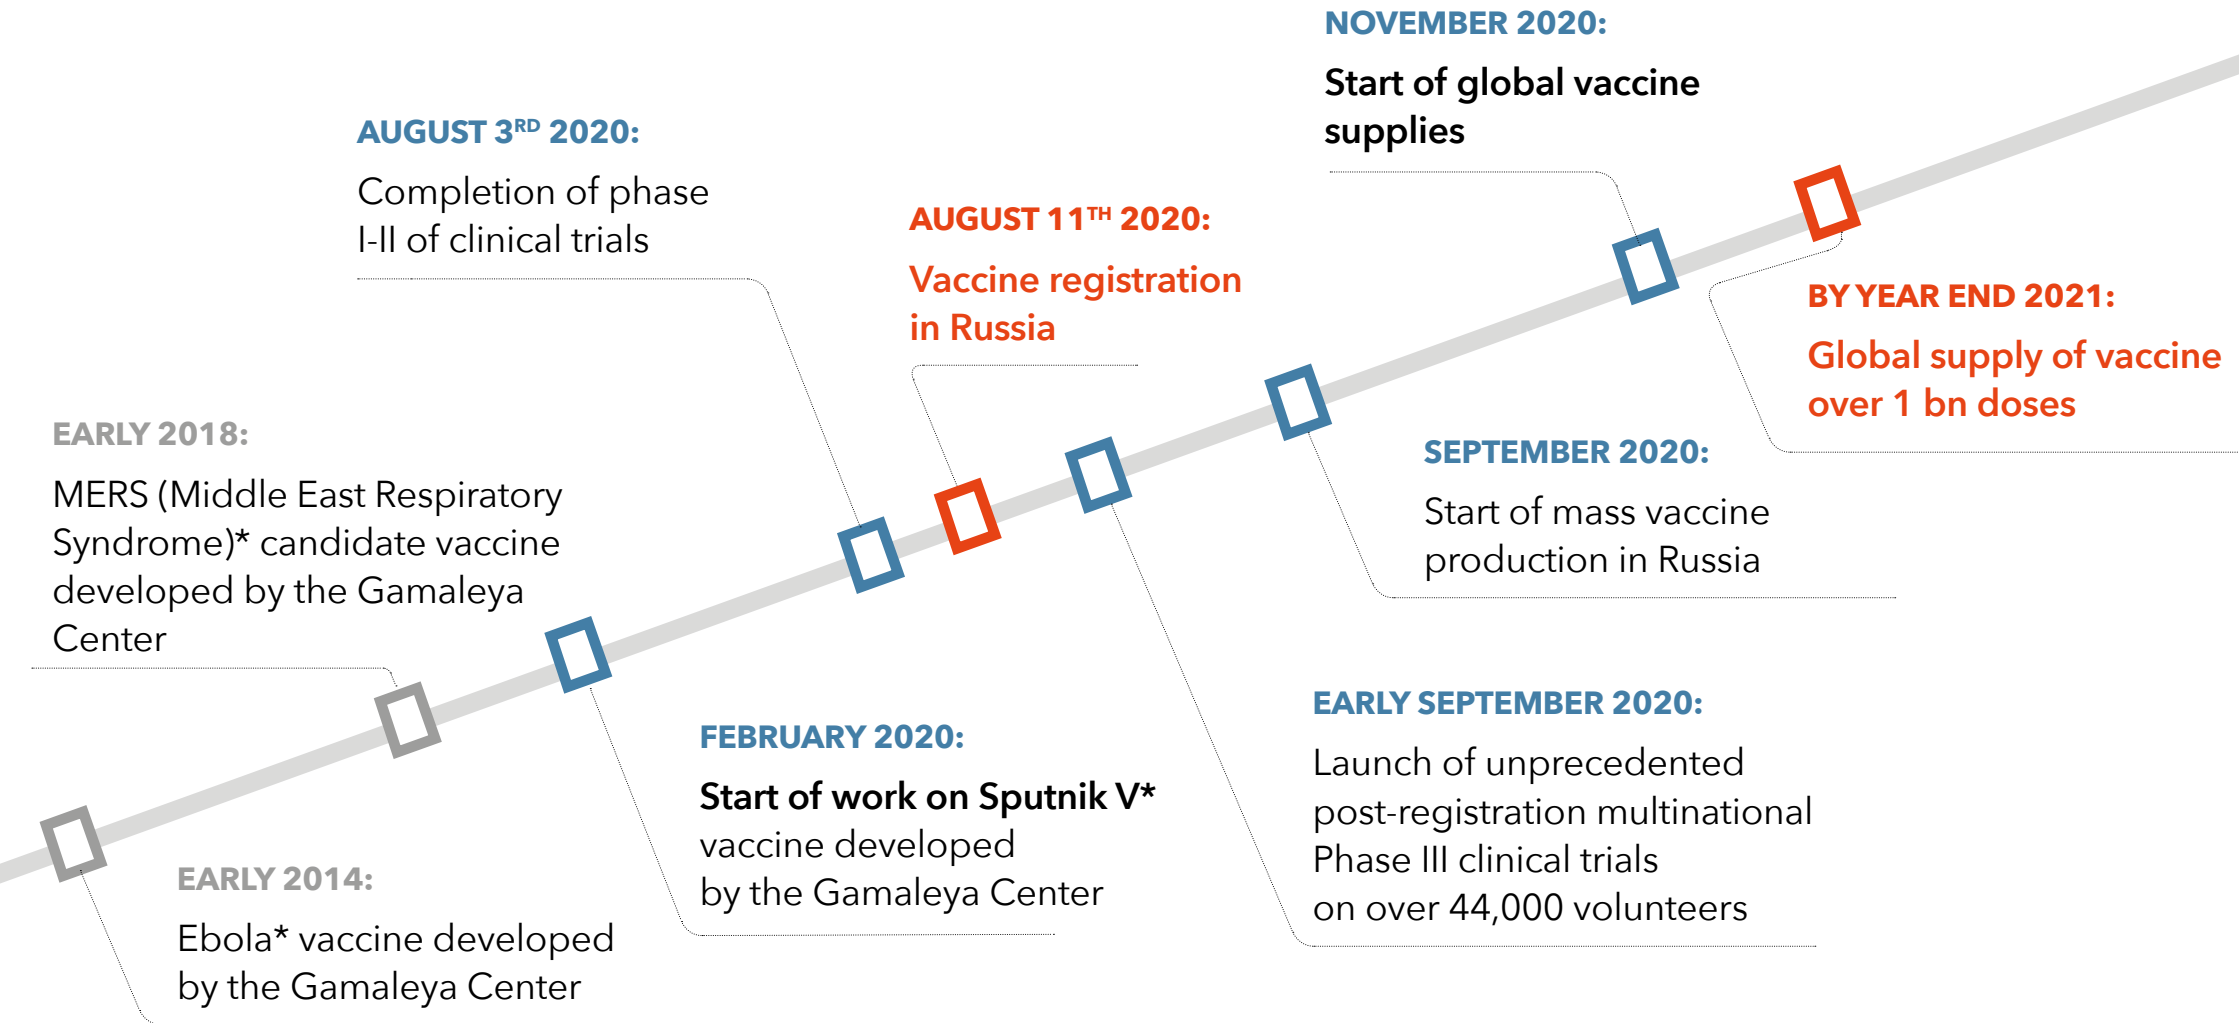 NOVEMBER 2020:
Start of global vaccine
supplies
AUGUST 3RD 2020:
Completion of phase
I-II of clinical trials
AUGUST 11TH 2020:
Vaccine registration
in Russia
BY YEAR END 2021:
Global supply of vaccine
over 1 bn doses
EARLY 2018:
MERS (Middle East Respiratory
Syndrome)* candidate vaccine
developed by the Gamaleya
Center
SEPTEMBER 2020:
Start of mass vaccine
production in Russia
FEBRUARY 2020:
Start of work on Sputnik V*
vaccine developed
by the Gamaleya Center
EARLY SEPTEMBER 2020:
Launch of unprecedented
post-registration multinational
Phase III clinical trials
on over 44,000 volunteers
EARLY 2014:
Ebola* vaccine developed
by the Gamaleya Center